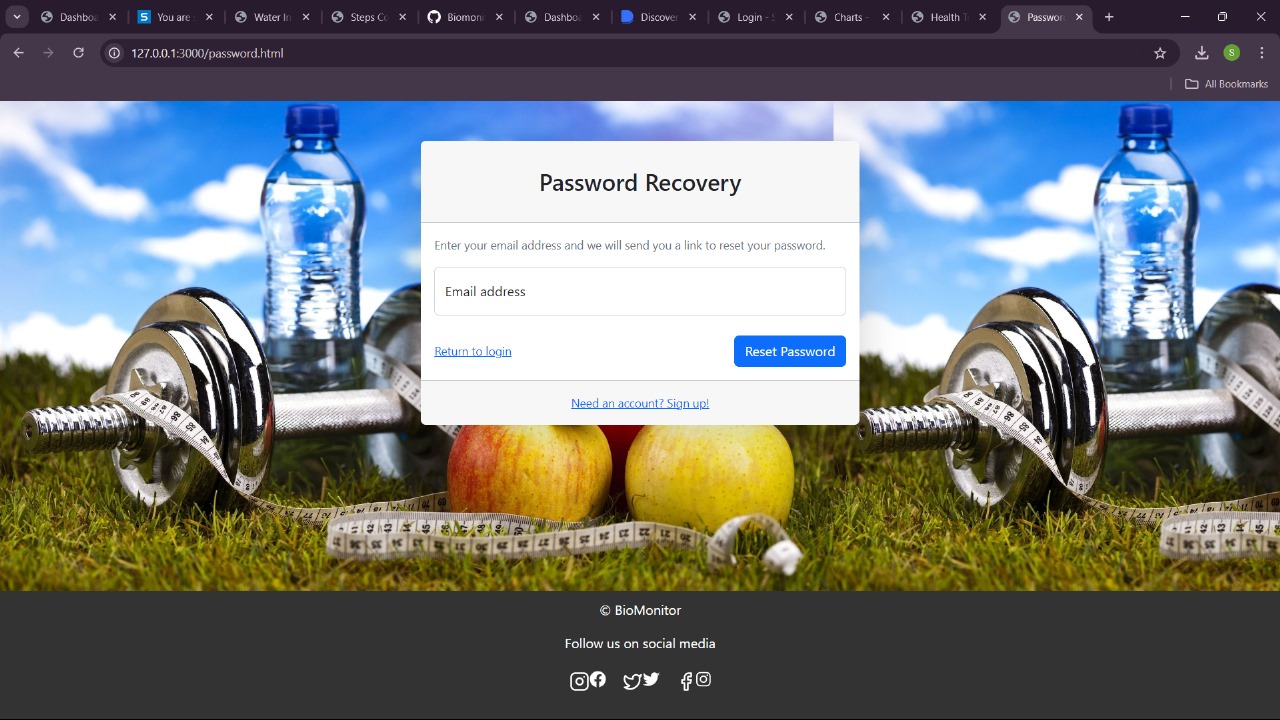 Dashboa
You are
Water In
Steps Co
Biomoni
Dashboa
Discover
Login - S
Charts -
Health T
Passwor
127.0.0.1:3000/password.html
S
All Bookmarks
Password Recovery
Enter your email address and we will send you a link to reset your password.
Email address
Return to login
Reset Password
Need an account? Sign up!
© BioMonitor
Follow us on social media